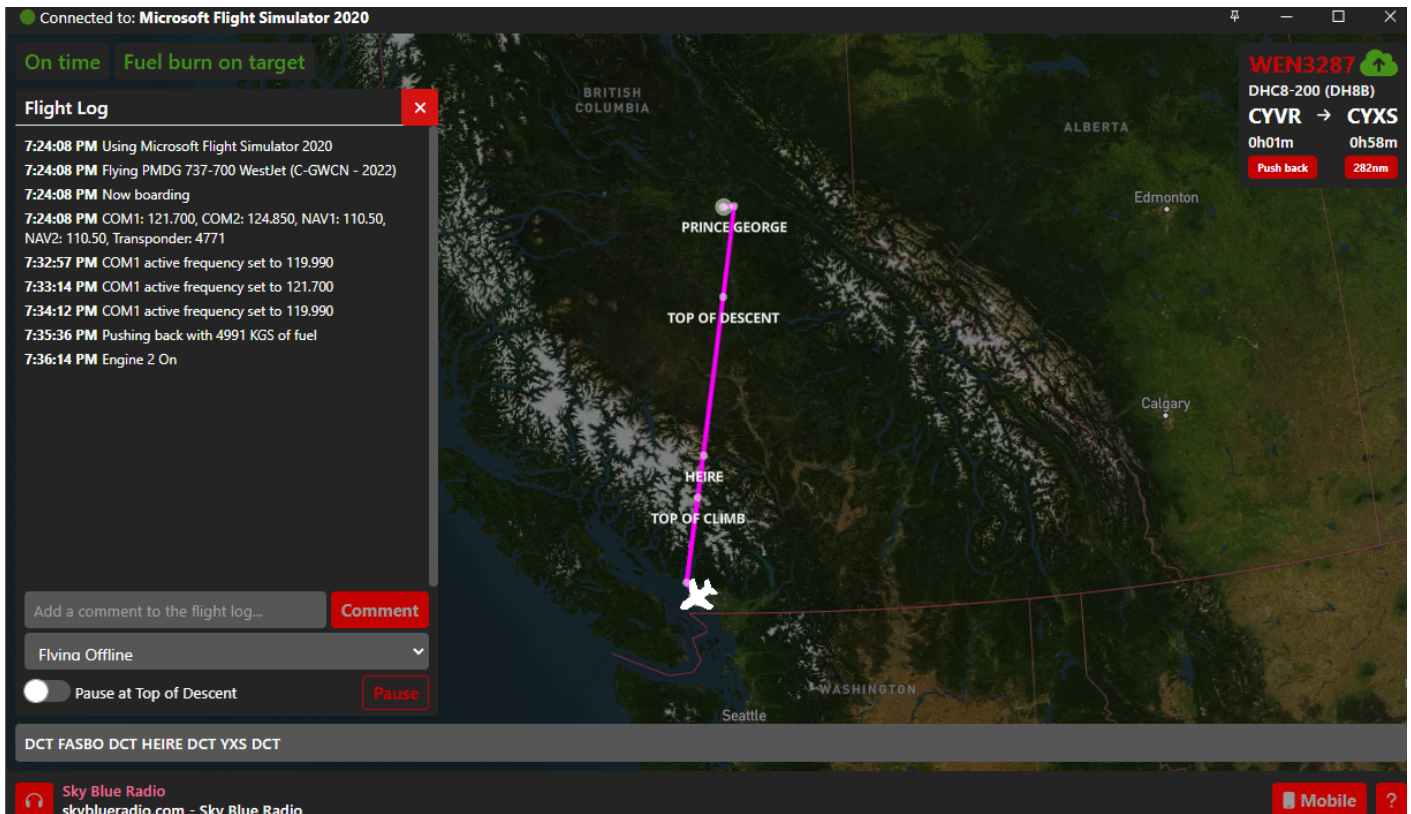 Connected to: Microsoft Flight Simulator 2020
On time
Fuel burn on target
Flight Log
7:24:08 PM Using Microsoft Flight Simulator 2020
7:24:08 PM Flying PMDG 737-700 WestJet (C-GWCN - 2022)
7:24:08 PM Now boarding
7:24:08 PM COM1: 121.700, COM2: 124.850, NAV1: 110.50,
NAV2: 110.50, Transponder: 4771
7:32:57 PM COM1 active frequency set to 119.990
7:33:14 PM COM1 active frequency set to 121.700
7:34:12 PM COM1 active frequency set to 119.990
7:35:36 PM Pushing back with 4991 KGS of fuel
7:36:14 PM Engine 2 On
Add a comment to the flight log...
Comment
Flying Offline
Pause at Top of Descent
Pause
BRITISH
COLUMBIA
ALBERTA
Edmonton
PRINCE GEORGE
TOP OF DESCENT
Calgary
HEIRE
TOP OF CLIMB
WASHINGTON
Seattle
WEN3287
DHC8-200 (DH8B)
CYVR → CYXS
0h01m 0h58m
Push back 282nm
DCT FASBO DCT HEIRE DCT YXS DCT
Sky Blue Radio
skyblueradio.com - Sky Blue Radio
Mobile
?